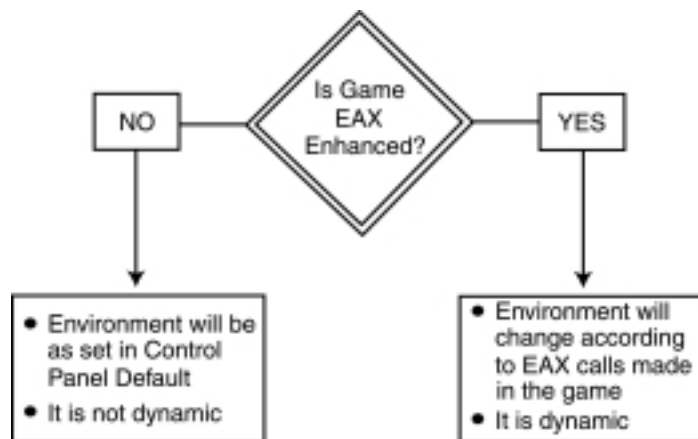 Is Game
EAX
Enhanced?
NO
YES
● Environment will be
as set in Control
Panel Default
● It is not dynamic
● Environment will
change according
to EAX calls made
in the game
● It is dynamic